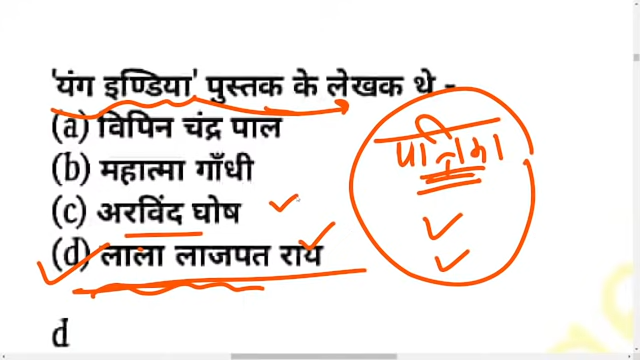 'यंग इण्डिया' पुस्तक के लेखक थे -
(a) विपिन चंद्र पाल
(b) महात्मा गाँधी
(c) अरविंद घोष
(d) लाला लाजपत राय
d